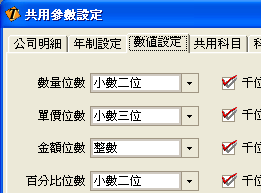 共用參數設定
公司明細 年制設定 數值設定 共用科目 科
數量位數 小數二位 千位
單價位數 小數三位 千位
金額位數 整數 千位
百分比位數 小數二位 千位